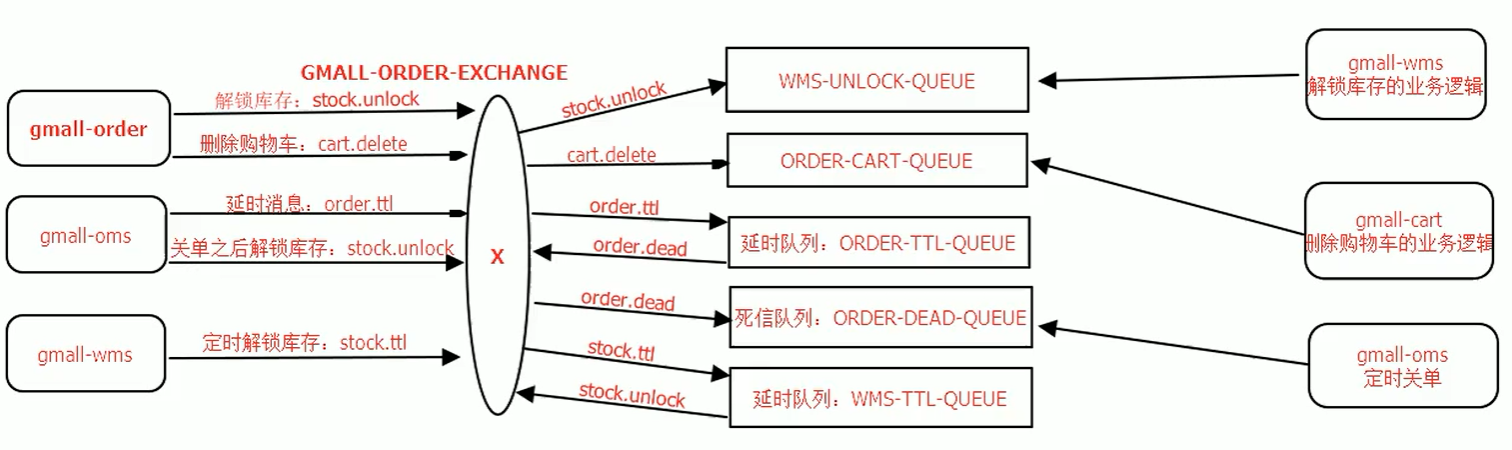 GMALL-ORDER-EXCHANGE
gmall-order
解锁库存：stock.unlock
删除购物车：cart.delete
gmall-oms
延时消息：order.ttl
关单之后解锁库存：stock.unlock
gmall-wms
定时解锁库存：stock.ttl
X
stock.unlock
cart.delete
order.ttl
order.dead
order.dead
stock.ttl
stock.unlock
WMS-UNLOCK-QUEUE
ORDER-CART-QUEUE
延时队列：ORDER-TTL-QUEUE
死信队列：ORDER-DEAD-QUEUE
延时队列：WMS-TTL-QUEUE
gmall-wms
解锁库存的业务逻辑
gmall-cart
删除购物车的业务逻辑
gmall-oms
定时关单